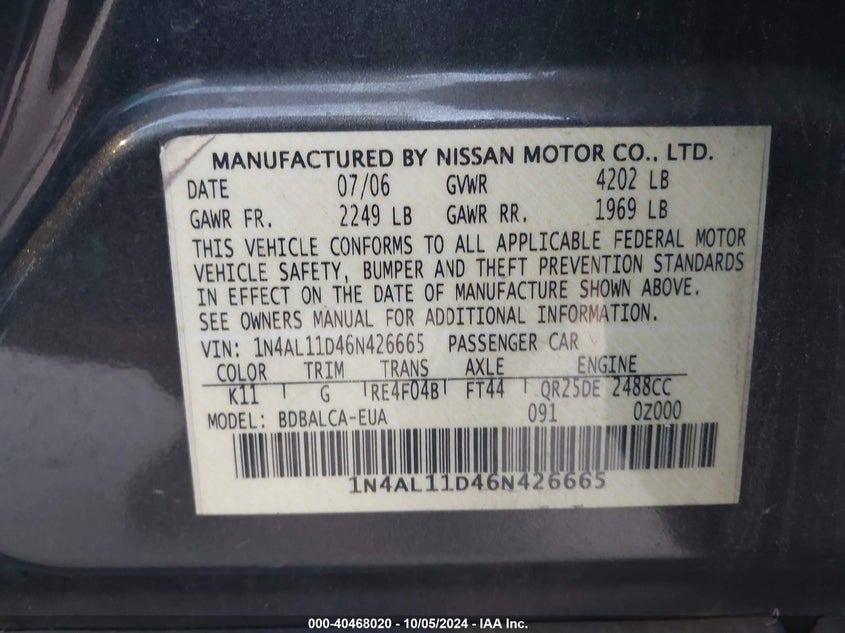 MANUFACTURED BY NISSAN MOTOR CO., LTD.
DATE 07/06 GVWR 4202 LB
GAWR FR. 2249 LB GAWR RR. 1969 LB
THIS VEHICLE CONFORMS TO ALL APPLICABLE FEDERAL MOTOR
VEHICLE SAFETY, BUMPER AND THEFT PREVENTION STANDARDS
IN EFFECT ON THE DATE OF MANUFACTURE SHOWN ABOVE.
SEE OWNERS MANUAL FOR ADDITIONAL INFORMATION.
VIN: 1N4AL11D46N426665 PASSENGER CAR
COLOR TRIM TRANS AXLE ENGINE
K11 G RE4F04B FT44 QR25DE 2488CC
MODEL: BDBALCA-EUA 091 0Z000
1N4AL11D46N426665
000-40468020 - 10/05/2024 - IAA Inc.